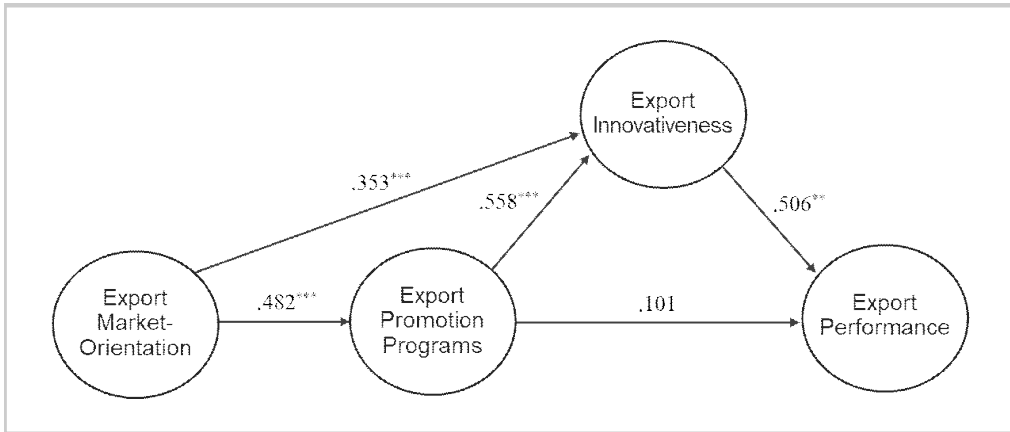 Export
Innovativeness
.353***
.558***
.506**
Export
Market-
Orientation
.482***
Export
Promotion
Programs
.101
Export
Performance